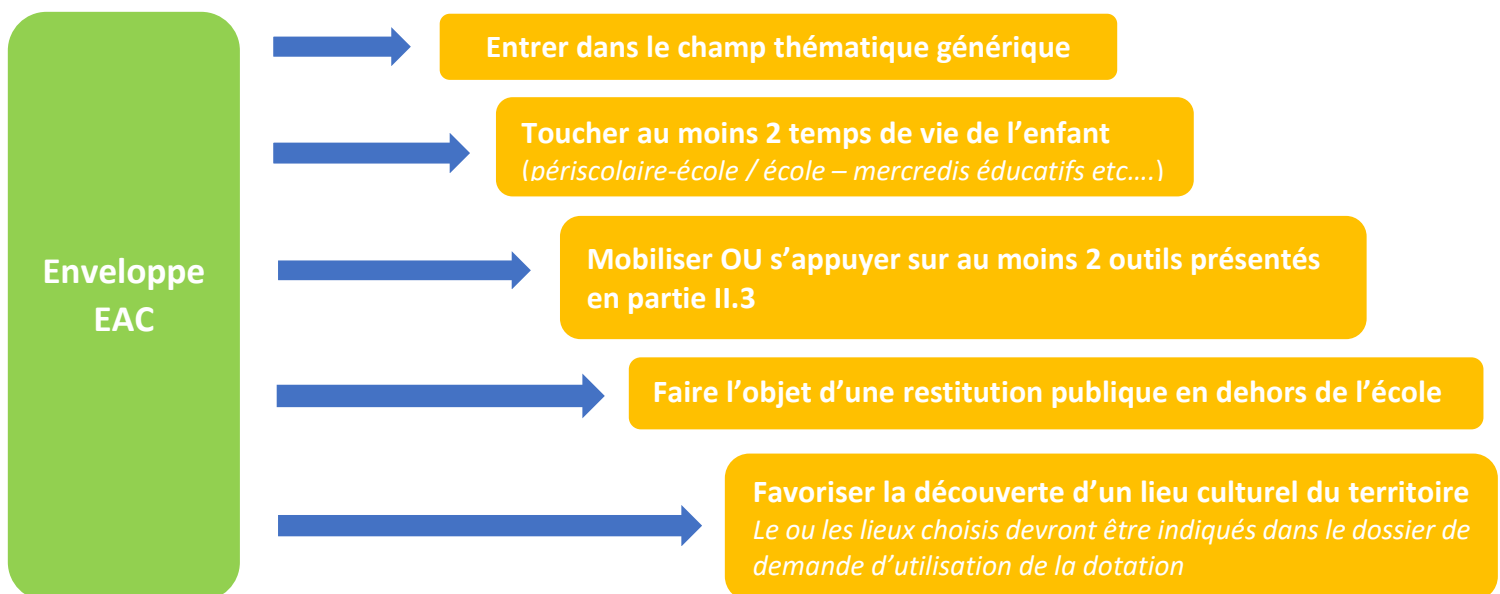 Enveloppe
EAC
Entrer dans le champ thématique générique
Toucher au moins 2 temps de vie de l’enfant
(périscolaire-école / école – mercredis éducatifs etc….)
Mobiliser OU s’appuyer sur au moins 2 outils présentés
en partie II.3
Faire l’objet d’une restitution publique en dehors de l’école
Favoriser la découverte d’un lieu culturel du territoire
Le ou les lieux choisis devront être indiqués dans le dossier de
demande d’utilisation de la dotation